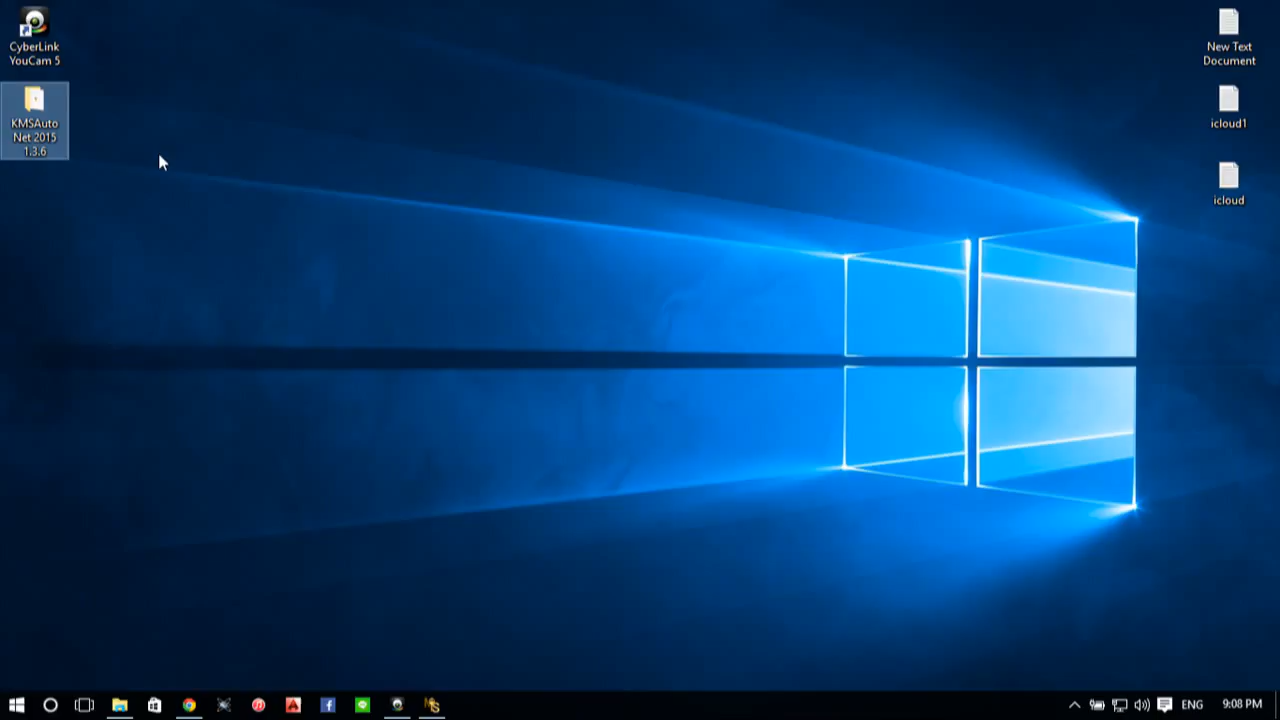 CyberLink
YouCam 5
KMSAuto
Net 2015
1.3.6
New Text
Document
icloud1
icloud
ENG
9:08 PM